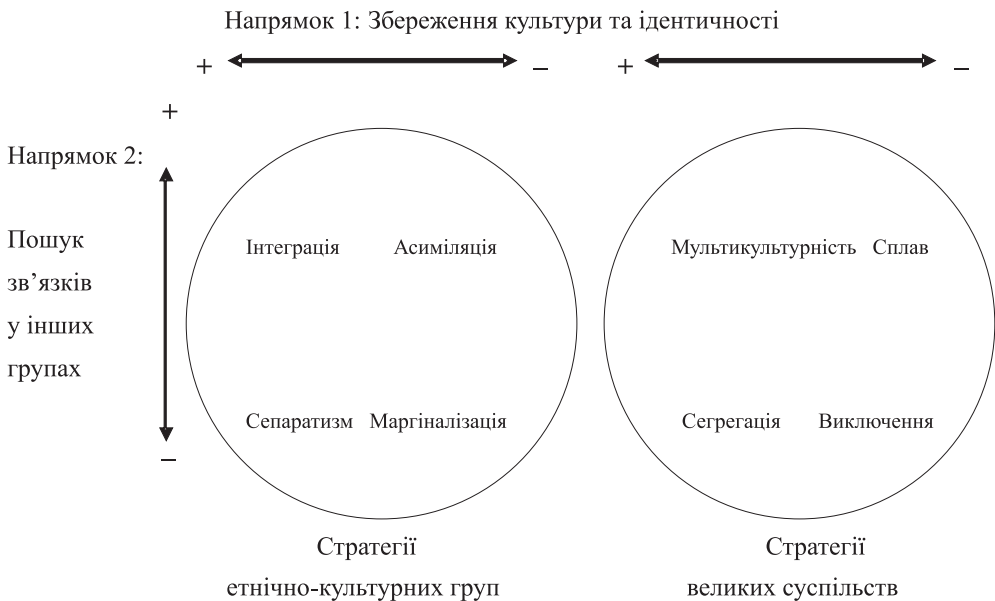 Напрямок 1: Збереження культури та ідентичності
+ – + –
+
Напрямок 2:
Пошук
зв’язків
у інших
групах
–
Інтеграція Асиміляція
Сепаратизм Маргіналізація
Мультикультурність Сплав
Сегрегація Виключення
Стратегії
етнічно-культурних груп
Стратегії
великих суспільств